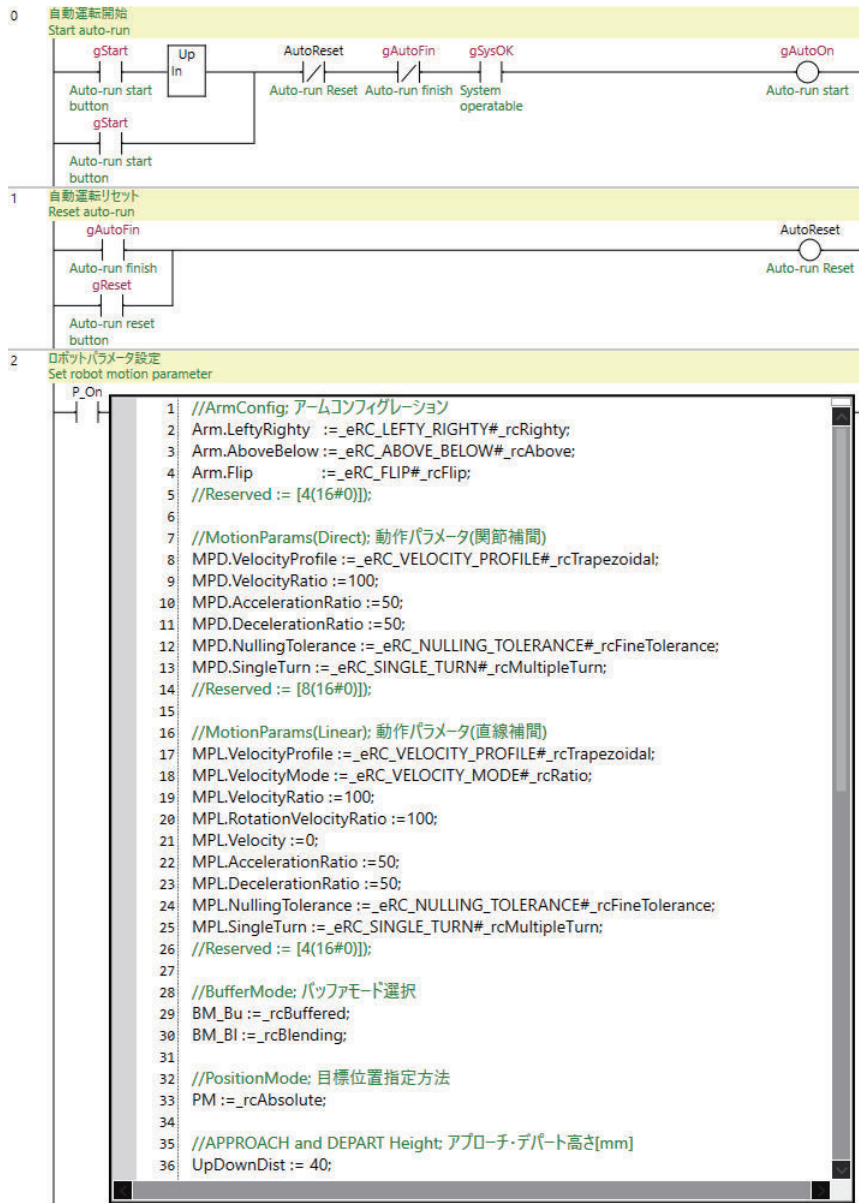 0
自動運転開始
Start auto-run
gStart
Up
In
AutoReset
gAutoFin
gSysOK
gAutoOn
Auto-run start
button
Auto-run Reset
Auto-run finish
System
operatable
Auto-run start
gStart
Auto-run start
button
1
自動運転リセット
Reset auto-run
gAutoFin
AutoReset
Auto-run finish
Auto-run Reset
gReset
Auto-run reset
button
2
ロボットパラメータ設定
Set robot motion parameter
P_On
1 //ArmConfig; アームコンフィグレーション
2 Arm.LeftyRighty :=_eRC_LEFTY_RIGHTY#_rcRighty;
3 Arm.AboveBelow :=_eRC_ABOVE_BELOW#_rcAbove;
4 Arm.Flip :=_eRC_FLIP#_rcFlip;
5 //Reserved := [4(16#0)]);
6
7 //MotionParams(Direct); 動作パラメータ(関節補間)
8 MPD.VelocityProfile :=_eRC_VELOCITY_PROFILE#_rcTrapezoidal;
9 MPD.VelocityRatio :=100;
10 MPD.AccelerationRatio :=50;
11 MPD.DecelerationRatio :=50;
12 MPD.NullingTolerance :=_eRC_NULLING_TOLERANCE#_rcFineTolerance;
13 MPD.SingleTurn :=_eRC_SINGLE_TURN#_rcMultipleTurn;
14 //Reserved := [8(16#0)]);
15
16 //MotionParams(Linear); 動作パラメータ(直線補間)
17 MPL.VelocityProfile :=_eRC_VELOCITY_PROFILE#_rcTrapezoidal;
18 MPL.VelocityMode :=_eRC_VELOCITY_MODE#_rcRatio;
19 MPL.VelocityRatio :=100;
20 MPL.RotationVelocityRatio :=100;
21 MPL.Velocity :=0;
22 MPL.AccelerationRatio :=50;
23 MPL.DecelerationRatio :=50;
24 MPL.NullingTolerance :=_eRC_NULLING_TOLERANCE#_rcFineTolerance;
25 MPL.SingleTurn :=_eRC_SINGLE_TURN#_rcMultipleTurn;
26 //Reserved := [4(16#0)]);
27
28 //BufferMode; バッファモード選択
29 BM_Bu :=_rcBuffered;
30 BM_Bl :=_rcBlending;
31
32 //PositionMode; 目標位置指定方法
33 PM :=_rcAbsolute;
34
35 //APPROACH and DEPART Height; アプローチ・デパート高さ[mm]
36 UpDownDist := 40;